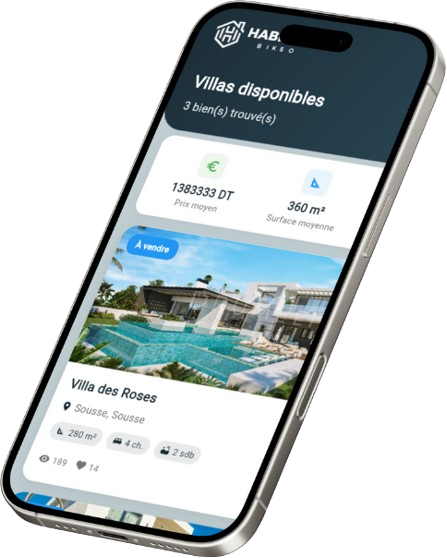 BIKSO
Villas disponibles
3 bien(s) trouvé(s)
1383333 DT
Prix moyen
360 m²
Surface moyenne
À vendre
Villa des Roses
Sousse, Sousse
280 m²
4 ch.
2 sdb
189
14